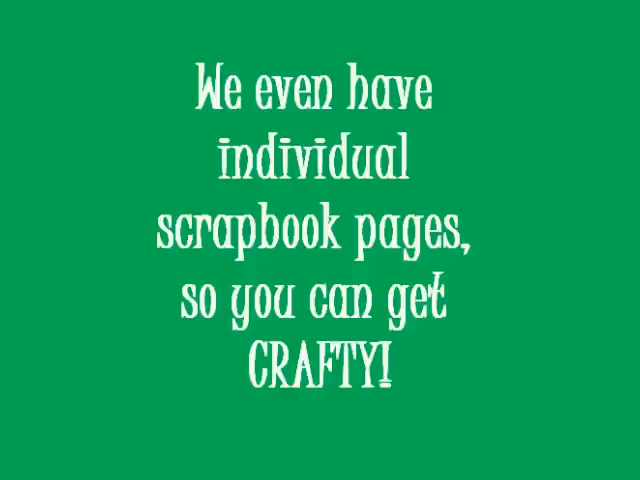 We even have
individual
scrapbook pages,
so you can get
CRAFTY!